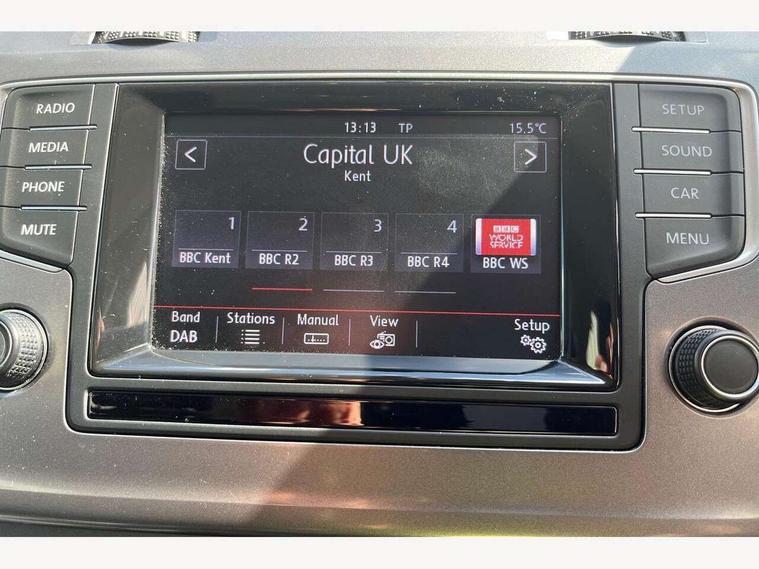 RADIO
MEDIA
PHONE
MUTE
13:13 TP 15.5°C
< Capital UK >
Kent
1 2 3 4
BBC
WORLD
SERVICE
BBC Kent BBC R2 BBC R3 BBC R4 BBC WS
Band Stations Manual View Setup
DAB
SETUP
SOUND
CAR
MENU